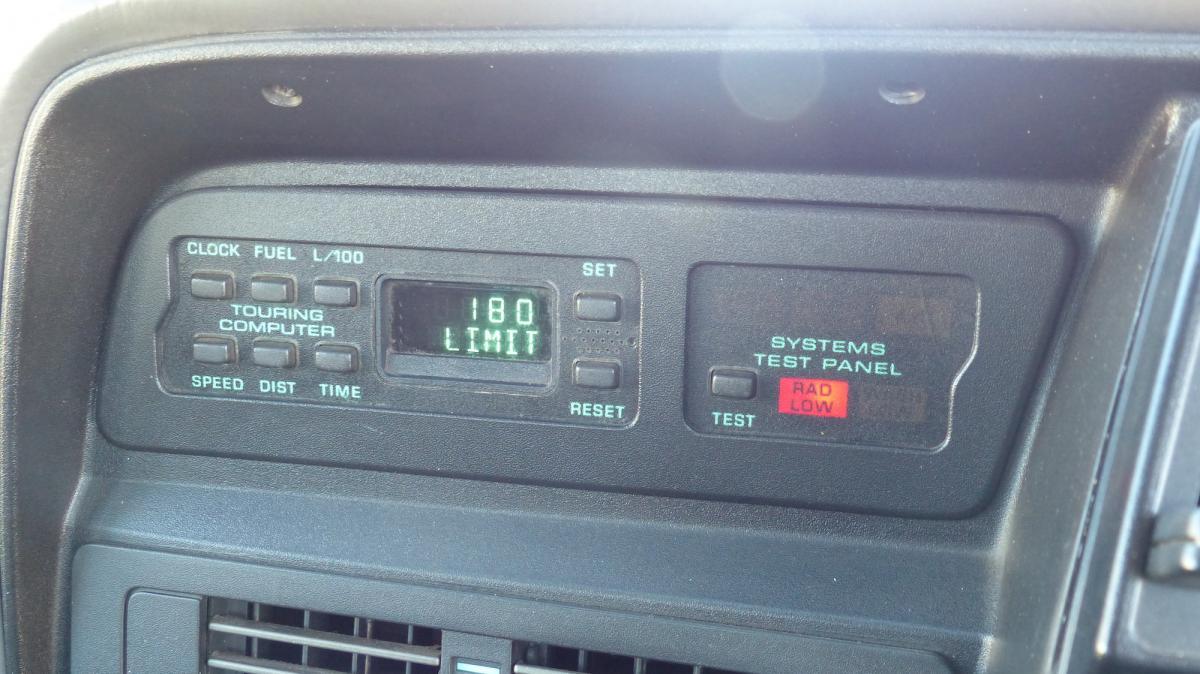 CLOCK FUEL L/100
TOURING
COMPUTER
SPEED DIST TIME
180
LIMIT
SET
RESET
SYSTEMS
TEST PANEL
TEST
RAD
LOW